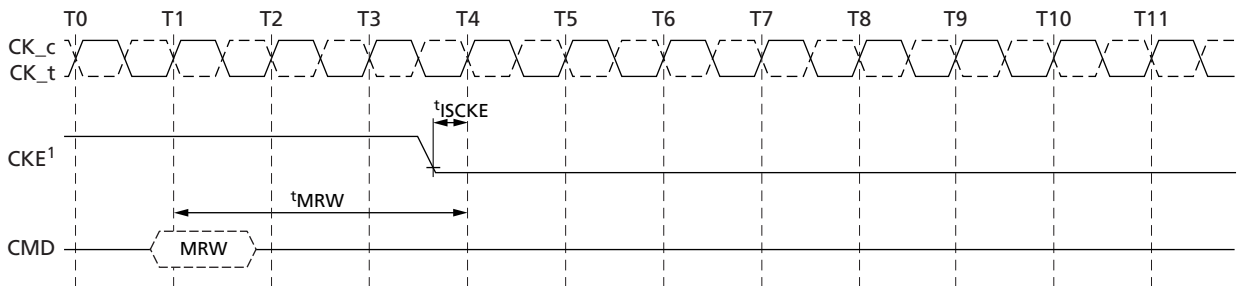 T0 T1 T2 T3 T4 T5 T6 T7 T8 T9 T10 T11
CK_c
CK_t
tISCKE
CKE1
tMRW
CMD MRW